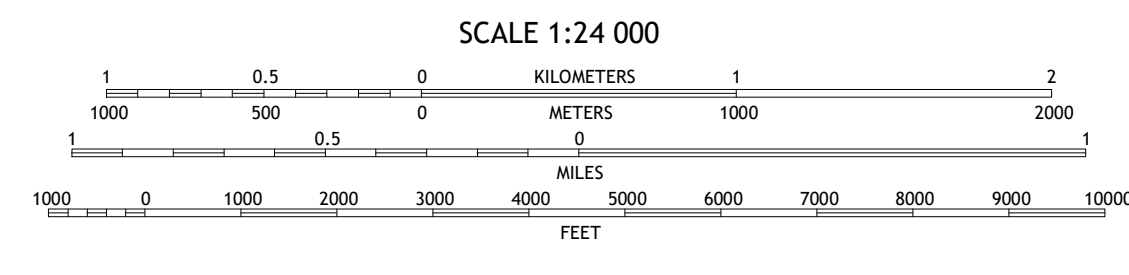 SCALE 1:24 000
1 0.5 0 KILOMETERS 1 2
1000 500 0 METERS 1000 2000
1 0.5 0 1
MILES
1000 0 1000 2000 3000 4000 5000 6000 7000 8000 9000 10000
FEET